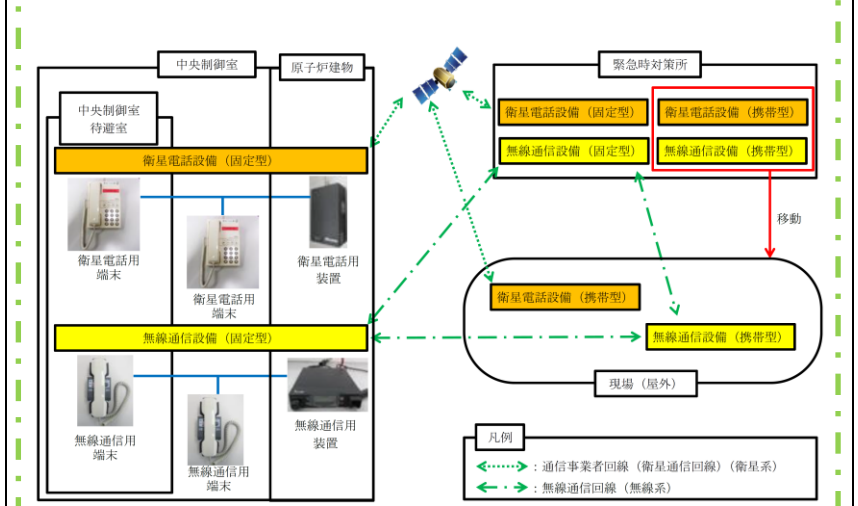 中央制御室
原子炉建物
緊急時対策所
中央制御室
待避室
衛星電話設備（固定型）
衛星電話設備（携帯型）
無線通信設備（固定型）
無線通信設備（携帯型）
衛星電話設備（固定型）
移動
衛星電話用
端末
衛星電話用
端末
衛星電話用
装置
衛星電話設備（携帯型）
無線通信設備（固定型）
無線通信設備（携帯型）
現場（屋外）
無線通信用
端末
無線通信用
端末
無線通信用
装置
凡例
：通信事業者回線（衛星通信回線）（衛星系）
：無線通信回線（無線系）